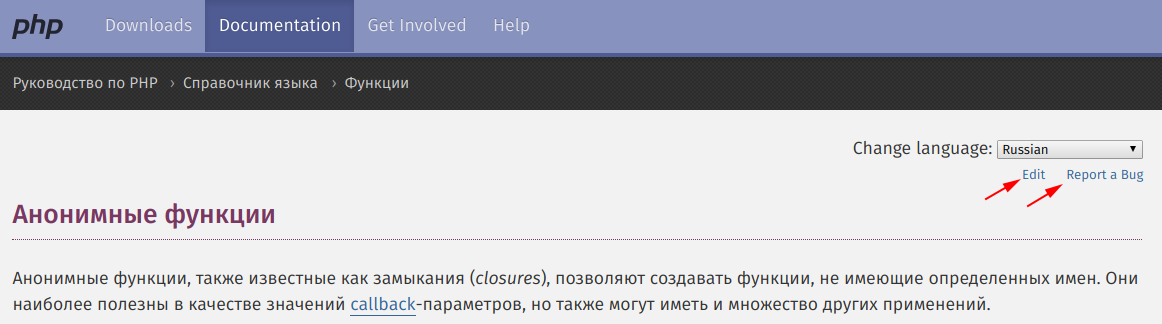 php Downloads Documentation Get Involved Help
Руководство по PHP › Справочник языка › Функции
Change language: Russian
Edit Report a Bug
Анонимные функции
Анонимные функции, также известные как замыкания (closures), позволяют создавать функции, не имеющие определенных имен. Они
наиболее полезны в качестве значений callback-параметров, но также могут иметь и множество других применений.